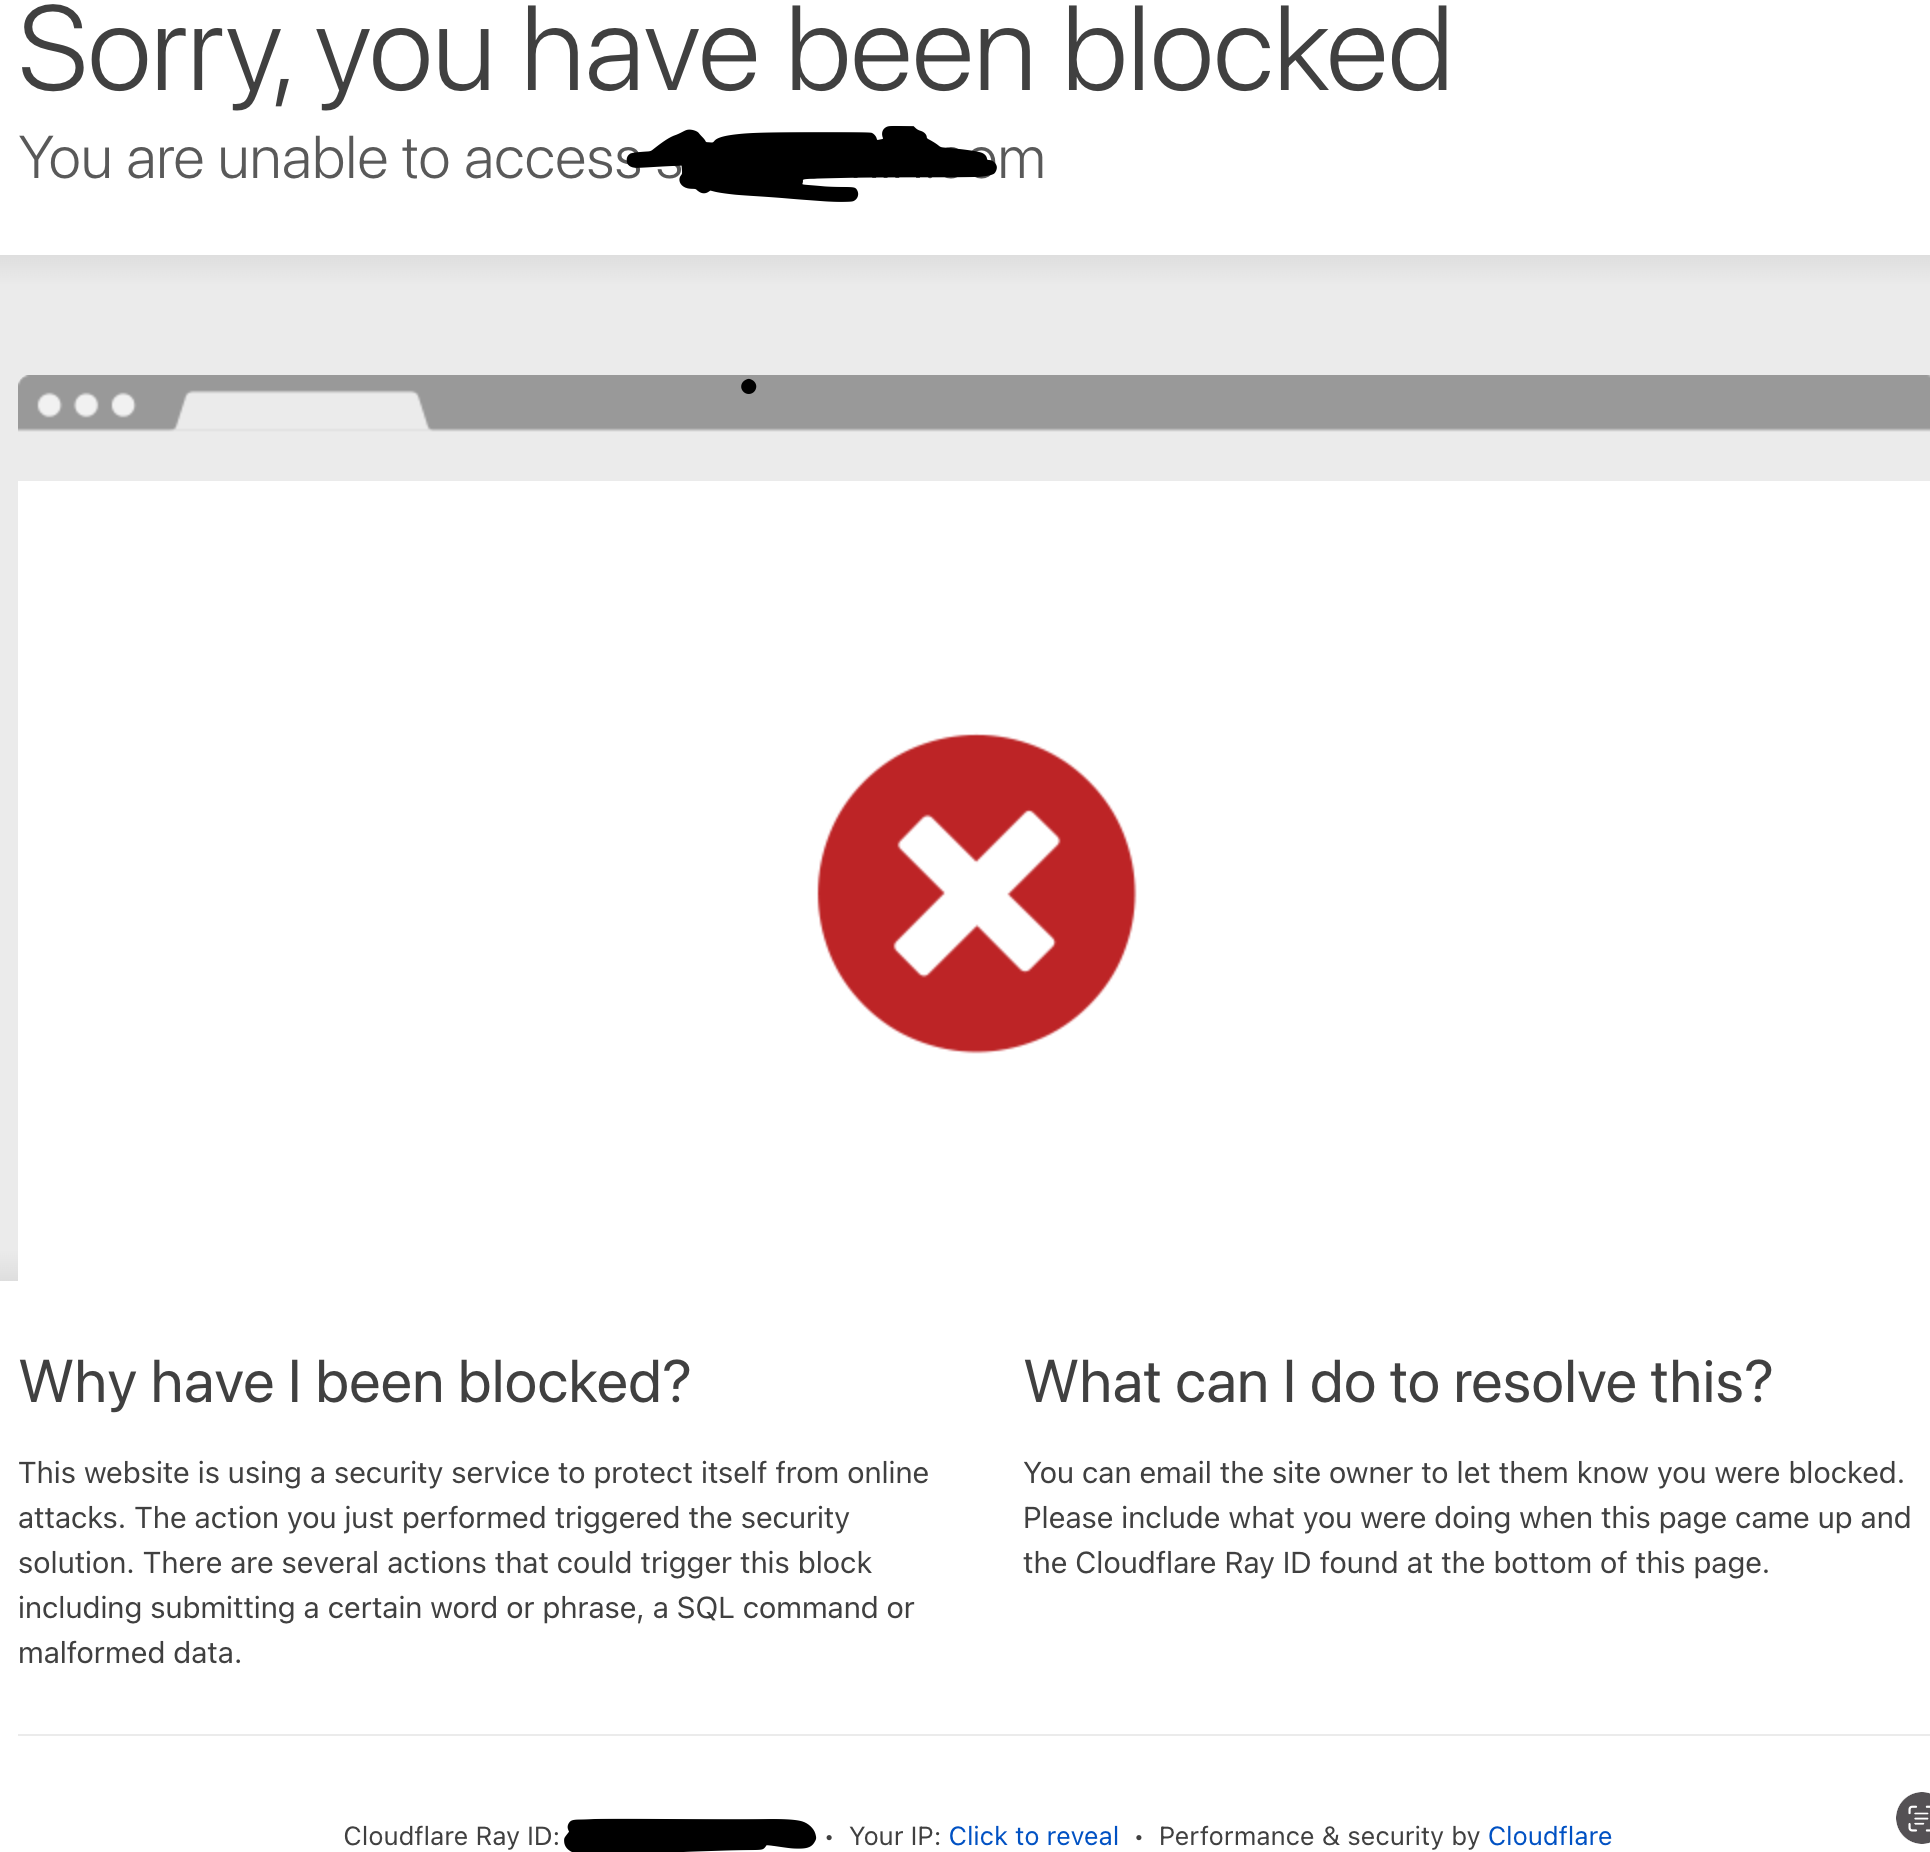 Sorry, you have been blocked
You are unable to access
Why have I been blocked?
This website is using a security service to protect itself from online
attacks. The action you just performed triggered the security
solution. There are several actions that could trigger this block
including submitting a certain word or phrase, a SQL command or
malformed data.
What can I do to resolve this?
You can email the site owner to let them know you were blocked.
Please include what you were doing when this page came up and
the Cloudflare Ray ID found at the bottom of this page.
Cloudflare Ray ID: • Your IP: Click to reveal • Performance & security by Cloudflare